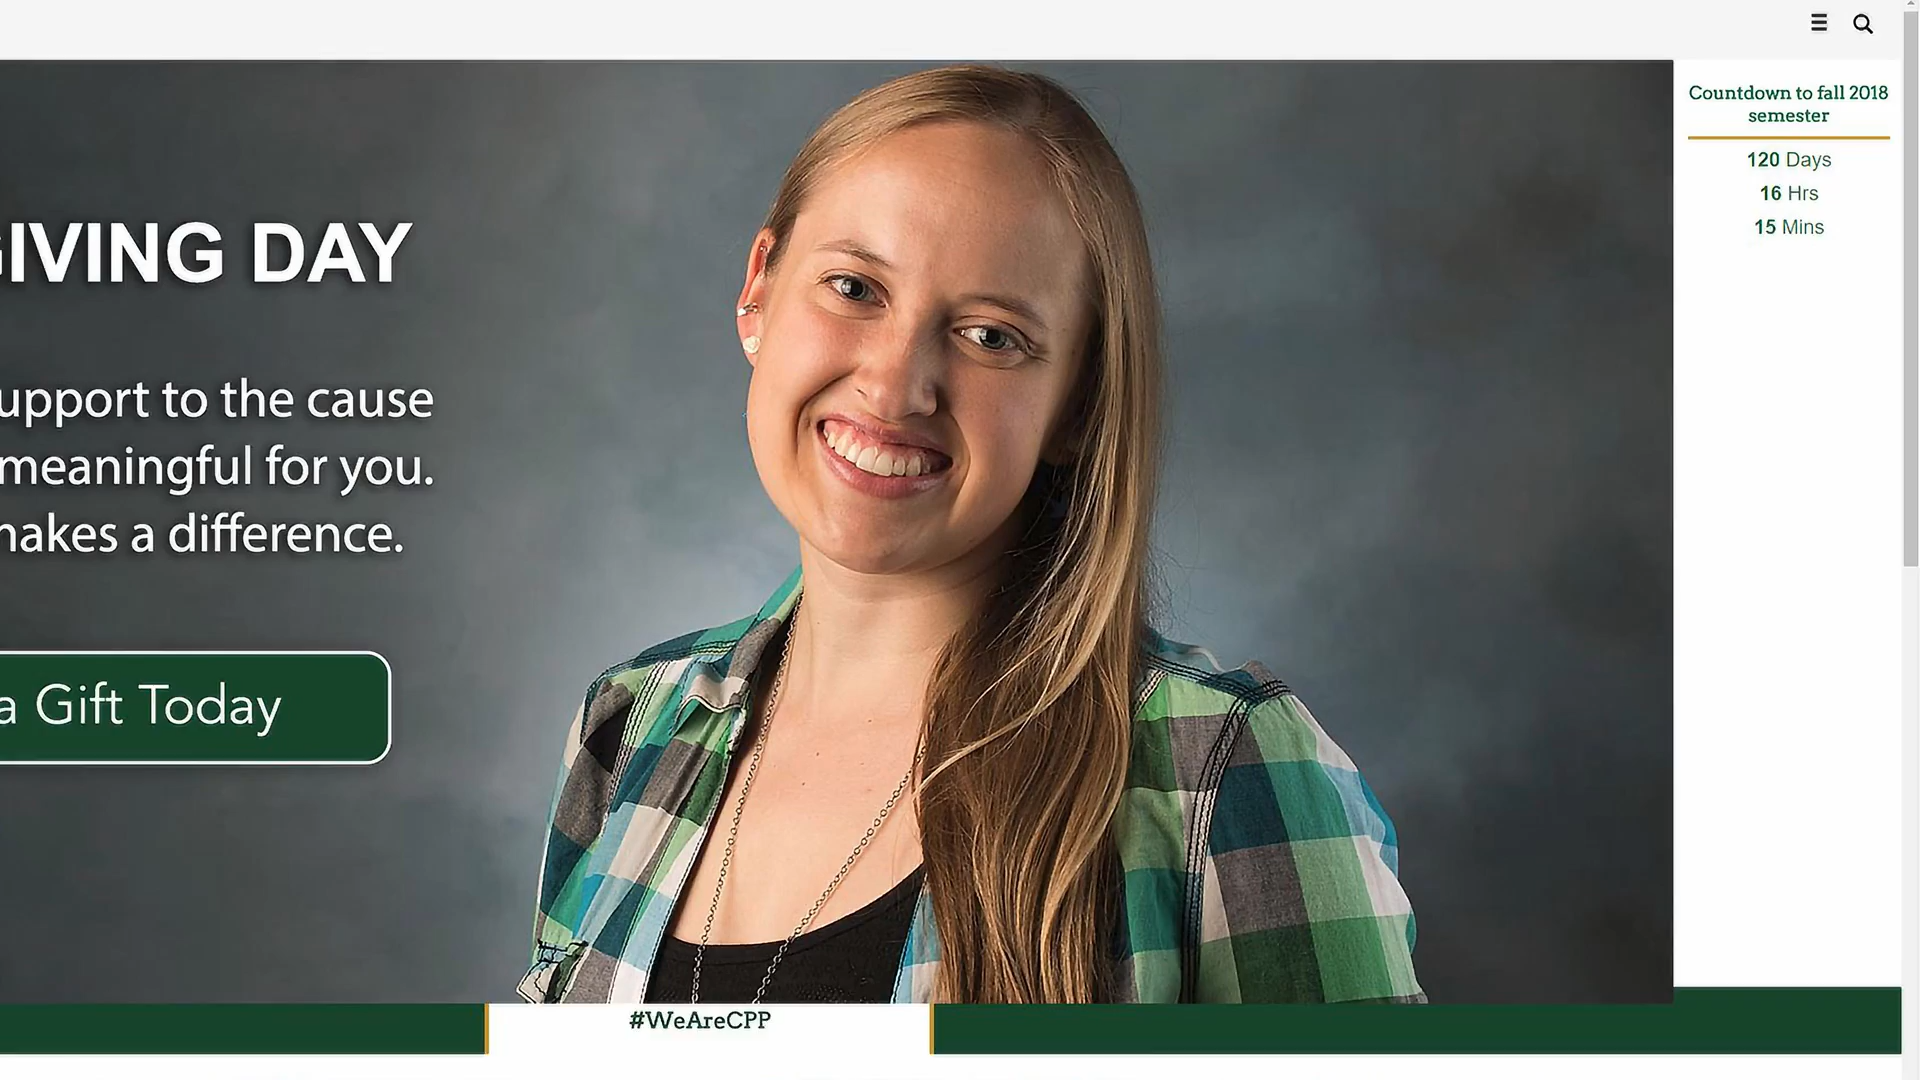 Countdown to fall 2018
semester
120 Days
16 Hrs
15 Mins
GIVING DAY
upport to the cause
meaningful for you.
makes a difference.
a Gift Today
#WeAreCPP